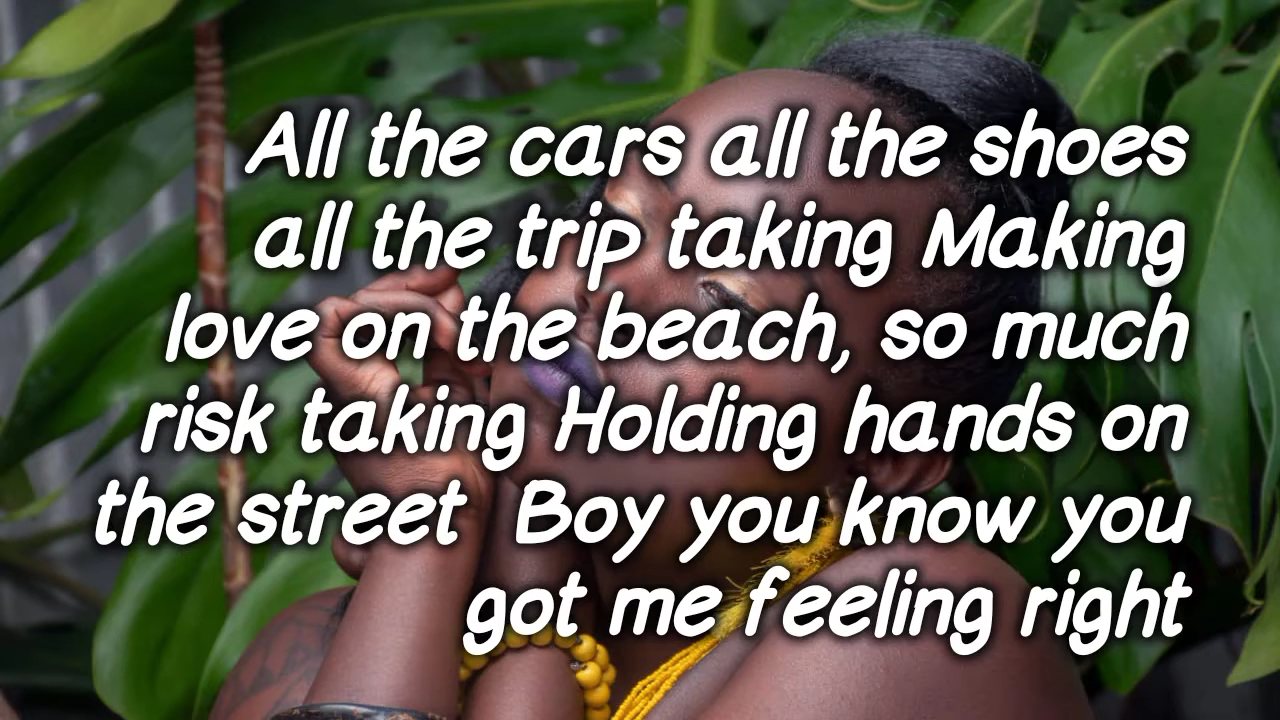 All the cars all the shoes
all the trip taking Making
love on the beach, so much
risk taking Holding hands on
the street  Boy you know you
got me feeling right